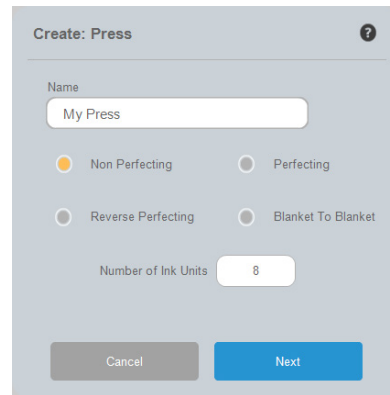 Create: Press ?
Name
My Press
Non Perfecting Perfecting
Reverse Perfecting Blanket To Blanket
Number of Ink Units 8
Cancel Next